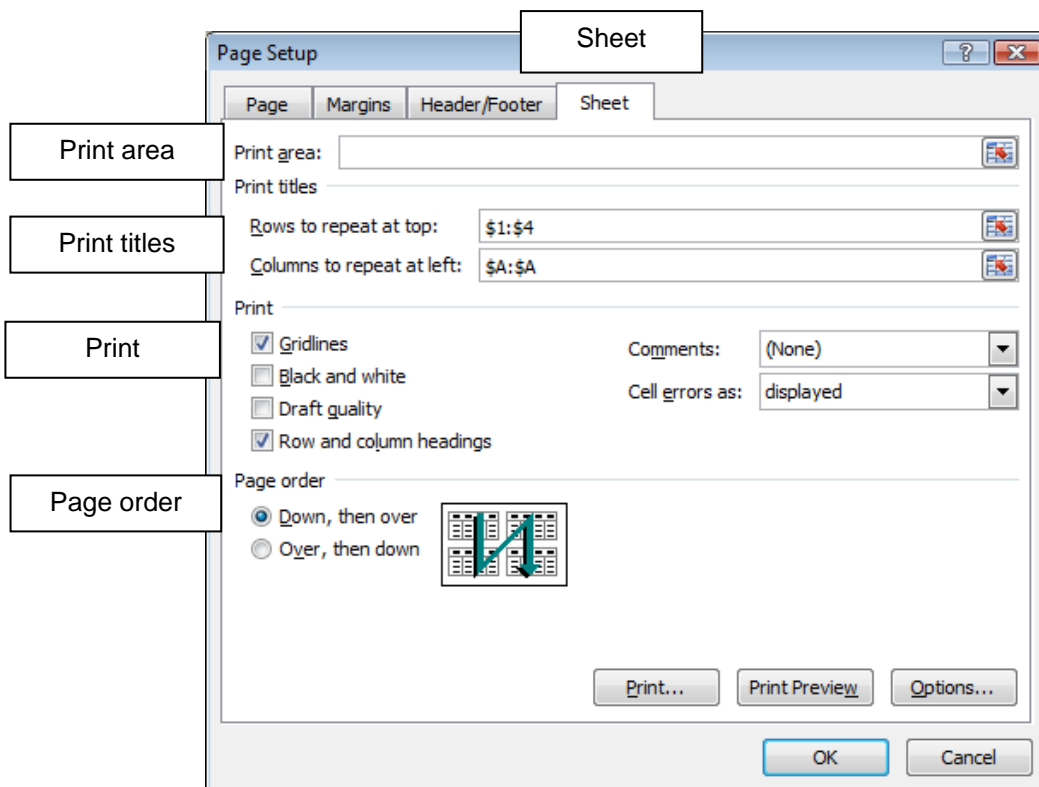 Sheet
Page Setup
Page Margins Header/Footer Sheet
Print area
Print area:
Print titles
Print titles
Rows to repeat at top: $1:$4
Columns to repeat at left: $A:$A
Print
Print
Gridlines
Comments: (None)
Black and white
Cell errors as: displayed
Draft quality
Row and column headings
Page order
Page order
Down, then over
Over, then down
Print... Print Preview Options...
OK Cancel